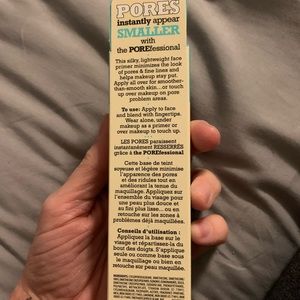 PORES
instantly appear
SMALLER
with
the POREfessional
This silky, lightweight face
primer minimizes the look
of pores & fine lines and
helps makeup stay put.
Apply all over for smoother-
than-smooth skin...or touch
up over makeup on pore
problem areas.
To use: Apply to face
and blend with fingertips.
Wear alone, under
makeup as a primer or
over makeup to touch up.
LES PORES paraissent
instantanément RESSERRÉS
grâce à the POREfessional
Cette base de teint
soyeuse et légère minimise
l'apparence des pores
et des ridules tout en
améliorant la tenue du
maquillage. Appliquez sur
l'ensemble du visage pour
une peau plus douce et
au fini plus lisse... ou en
retouche sur les zones à
problèmes déjà maquillées.
Conseils d'utilisation :
Appliquez la base sur le
visage et répartissez-la du
bout des doigts. S'applique
seule ou comme base sous
le maquillage ou bien en
retouche sur peau maquillée.